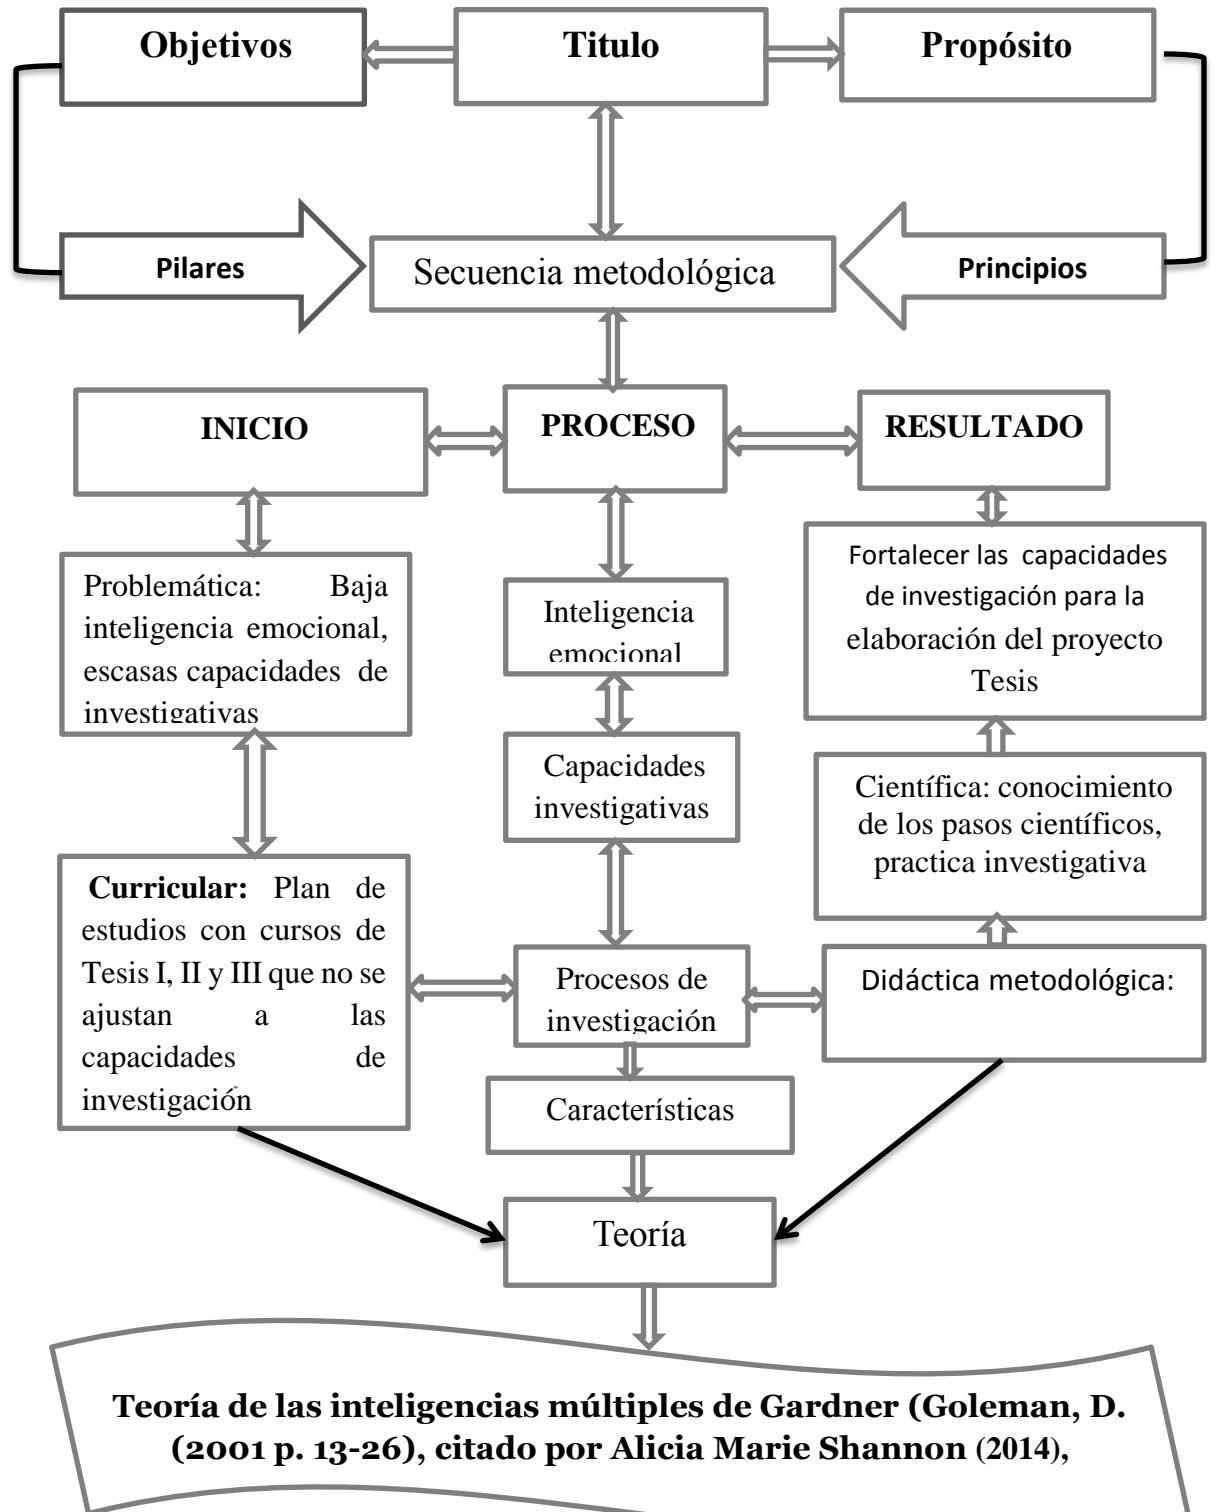 Objetivos
Titulo
Propósito
Pilares
Secuencia metodológica
Principios
INICIO
PROCESO
RESULTADO
Problemática: Baja
inteligencia emocional,
escasas capacidades de
investigativas
Inteligencia
emocional
Fortalecer las capacidades
de investigación para la
elaboración del proyecto
Tesis
Capacidades
investigativas
Científica: conocimiento
de los pasos científicos,
practica investigativa
Curricular: Plan de
estudios con cursos de
Tesis I, II y III que no se
ajustan a las
capacidades de
investigación
Procesos de
investigación
Didáctica metodológica:
Características
Teoría
Teoría de las inteligencias múltiples de Gardner (Goleman, D.
(2001 p. 13-26), citado por Alicia Marie Shannon (2014),